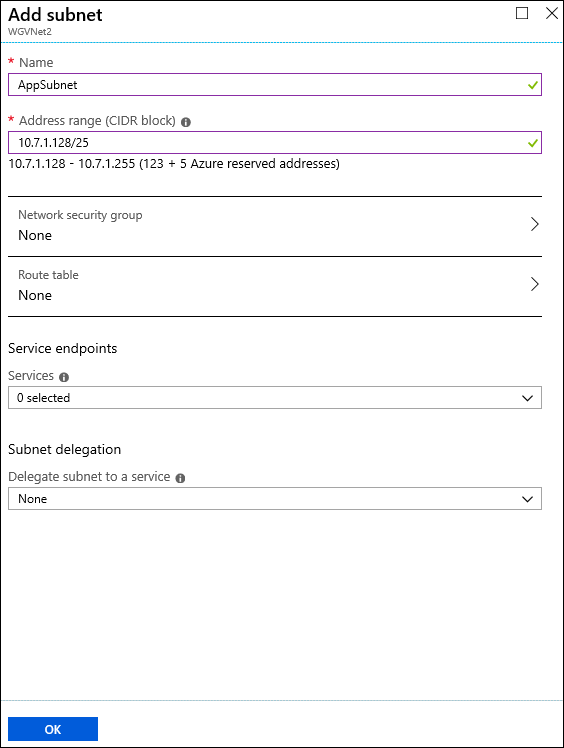 Add subnet
WGVNet2
* Name
AppSubnet
* Address range (CIDR block)
10.7.1.128/25
10.7.1.128 - 10.7.1.255 (123 + 5 Azure reserved addresses)
Network security group
None
Route table
None
Service endpoints
Services
0 selected
Subnet delegation
Delegate subnet to a service
None
OK